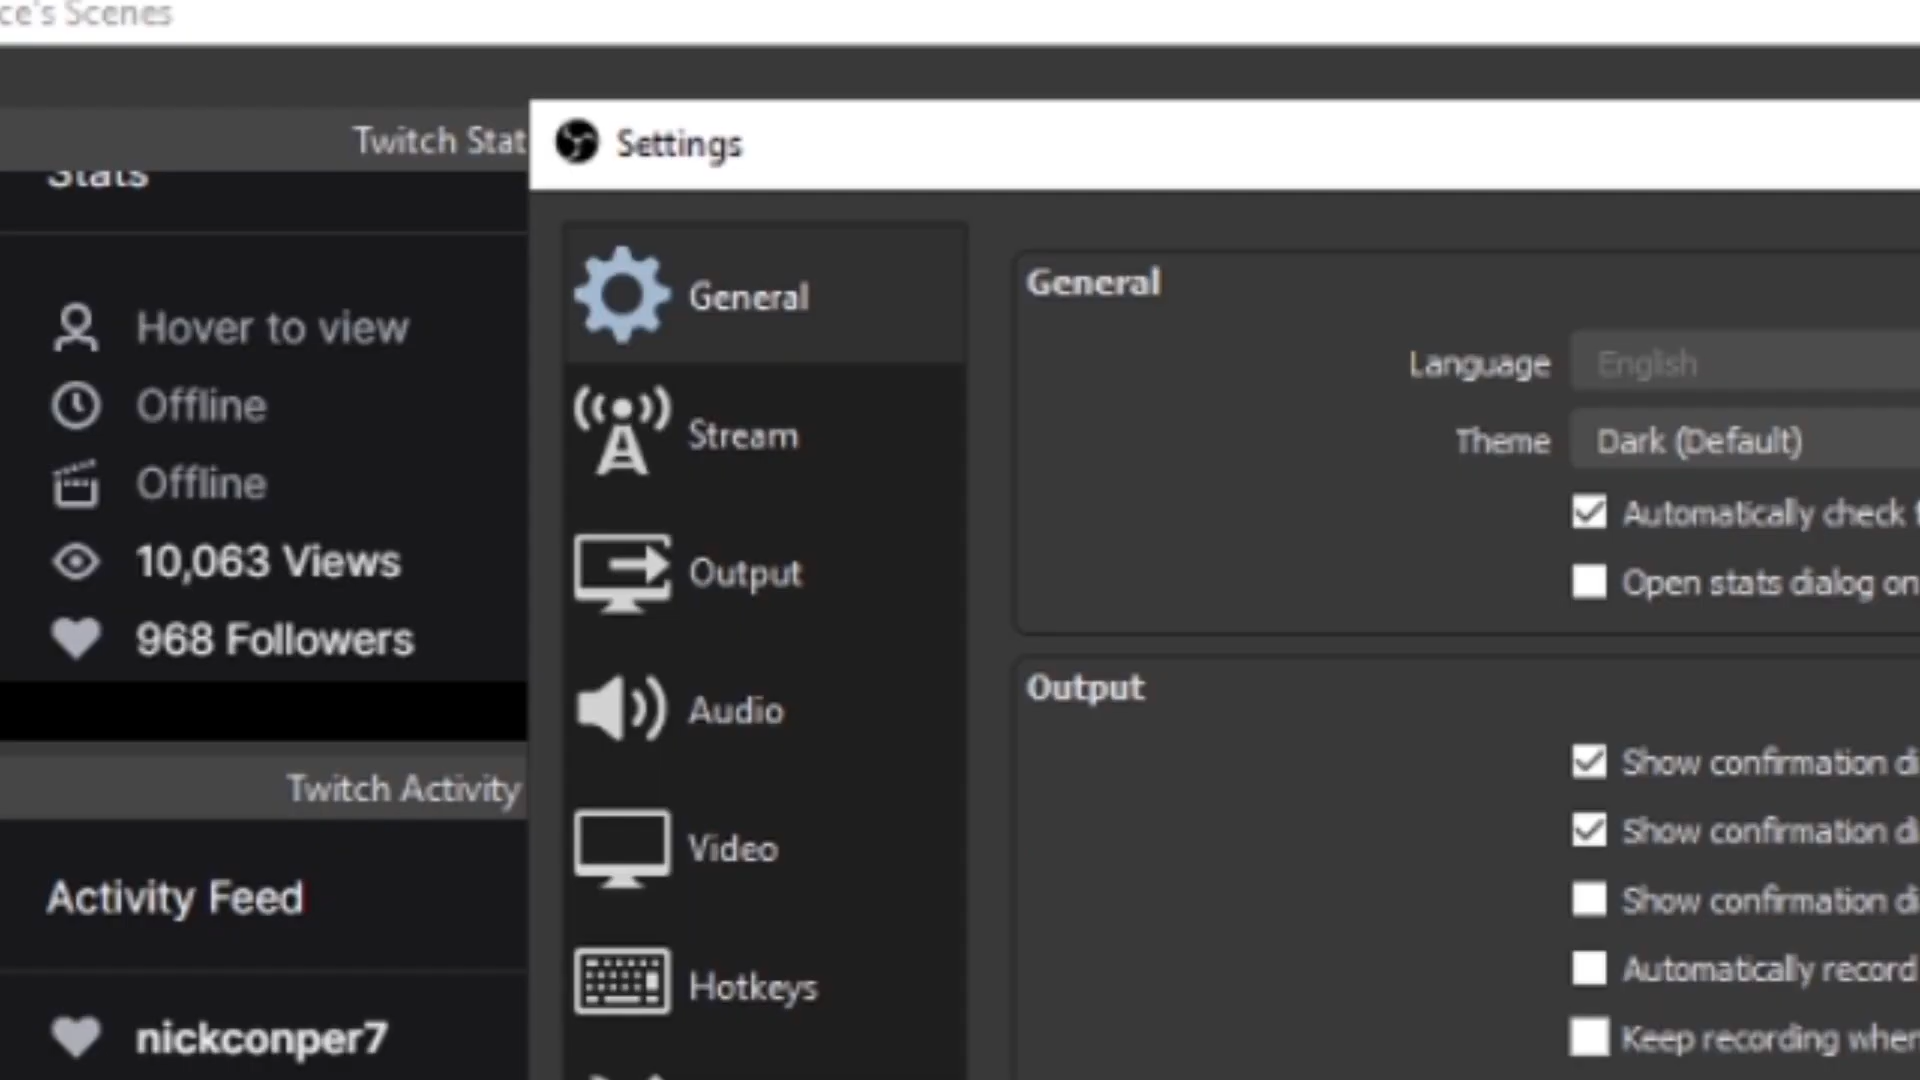 ce's Scenes
Twitch Stat
Stats
Hover to view
Offline
Offline
10,063 Views
968 Followers
Twitch Activity
Activity Feed
nickconper7
Settings
General
Stream
Output
Audio
Video
Hotkeys
General
Language English
Theme Dark (Default)
Automatically check
Open stats dialog on
Output
Show confirmation di
Show confirmation di
Show confirmation di
Automatically record
Keep recording when